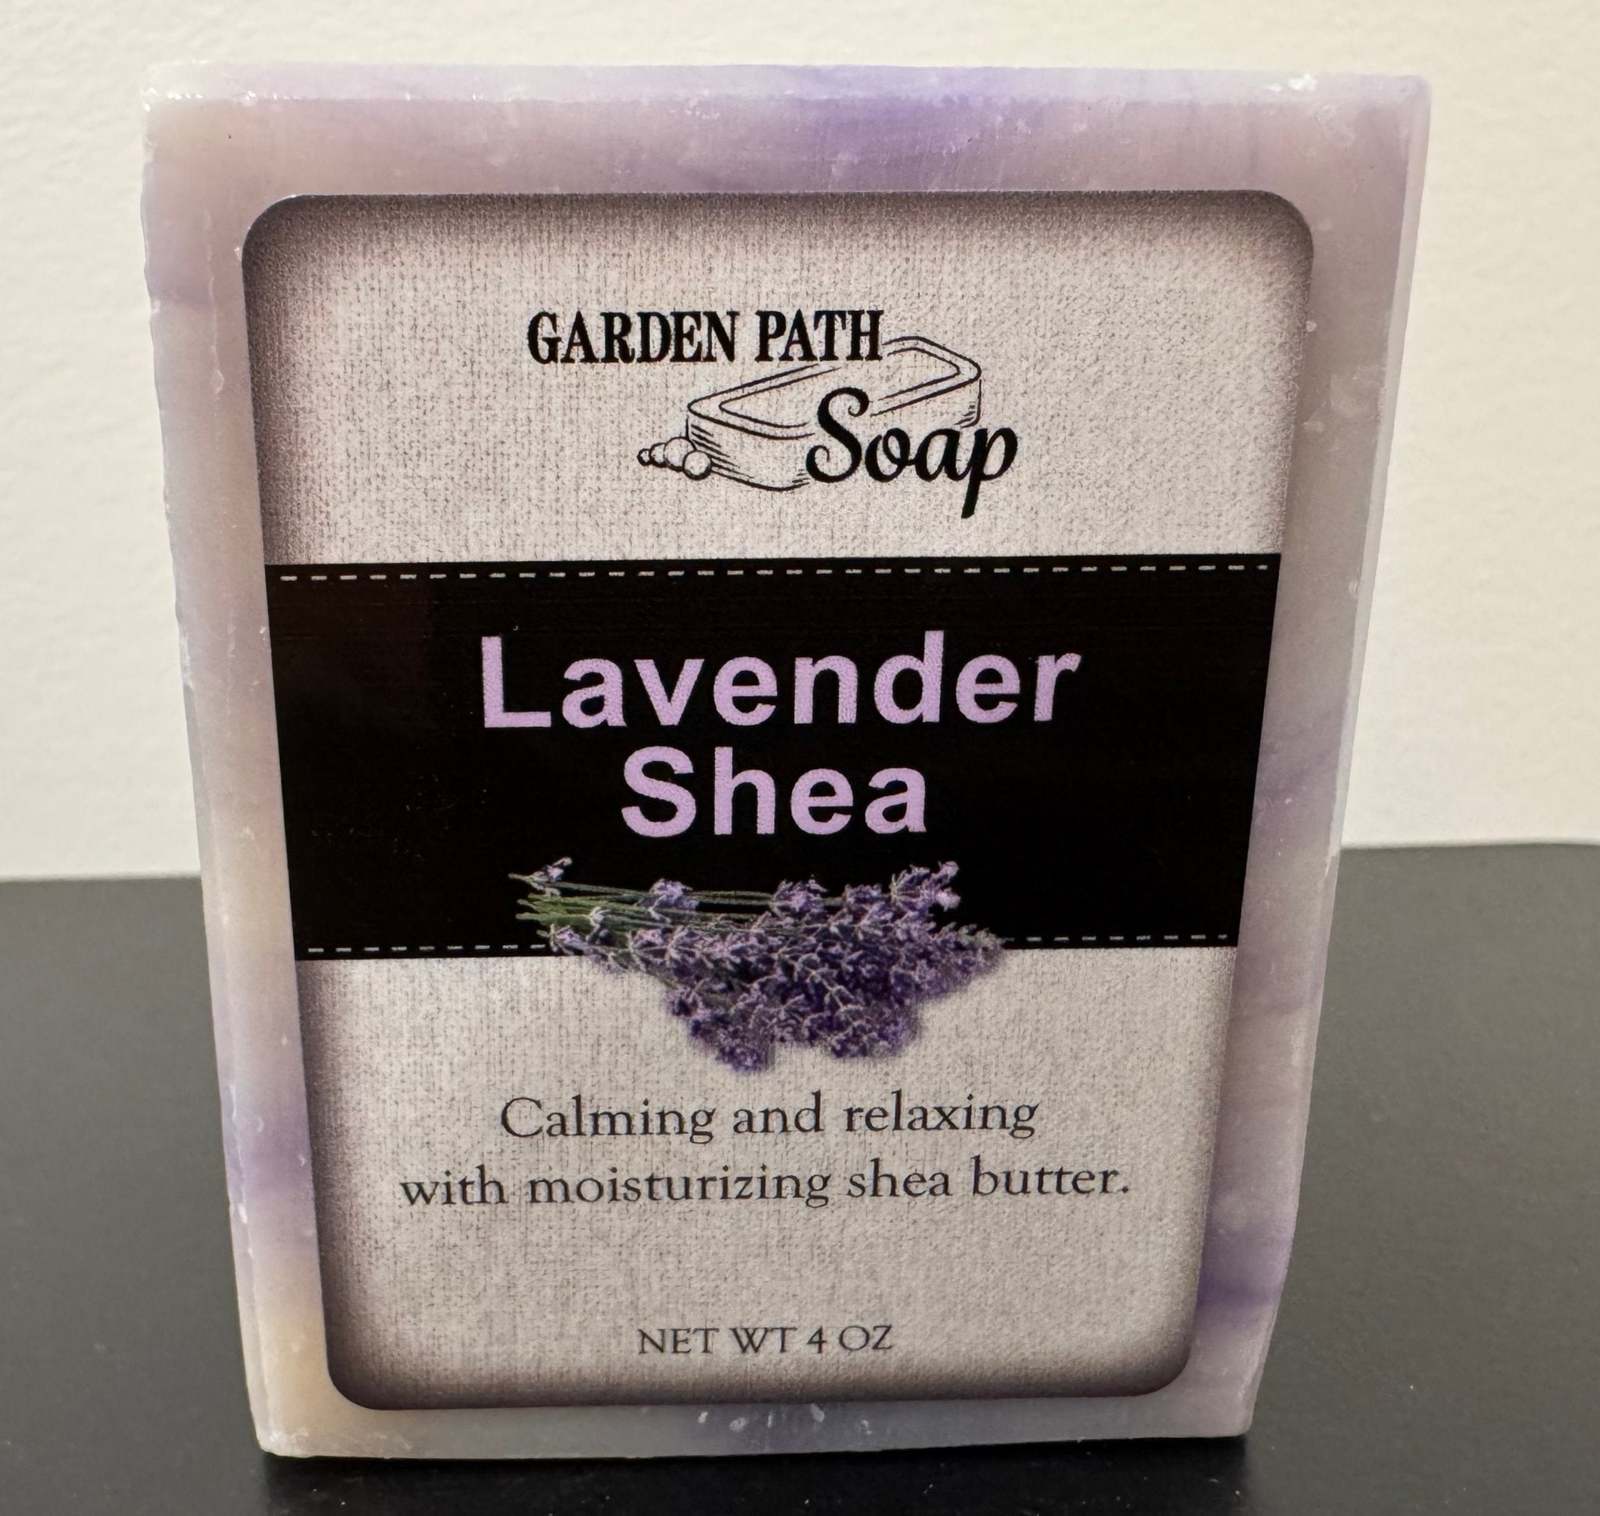 GARDEN PATH
Soap
Lavender
Shea
Calming and relaxing
with moisturizing shea butter.
NET WT 4 OZ